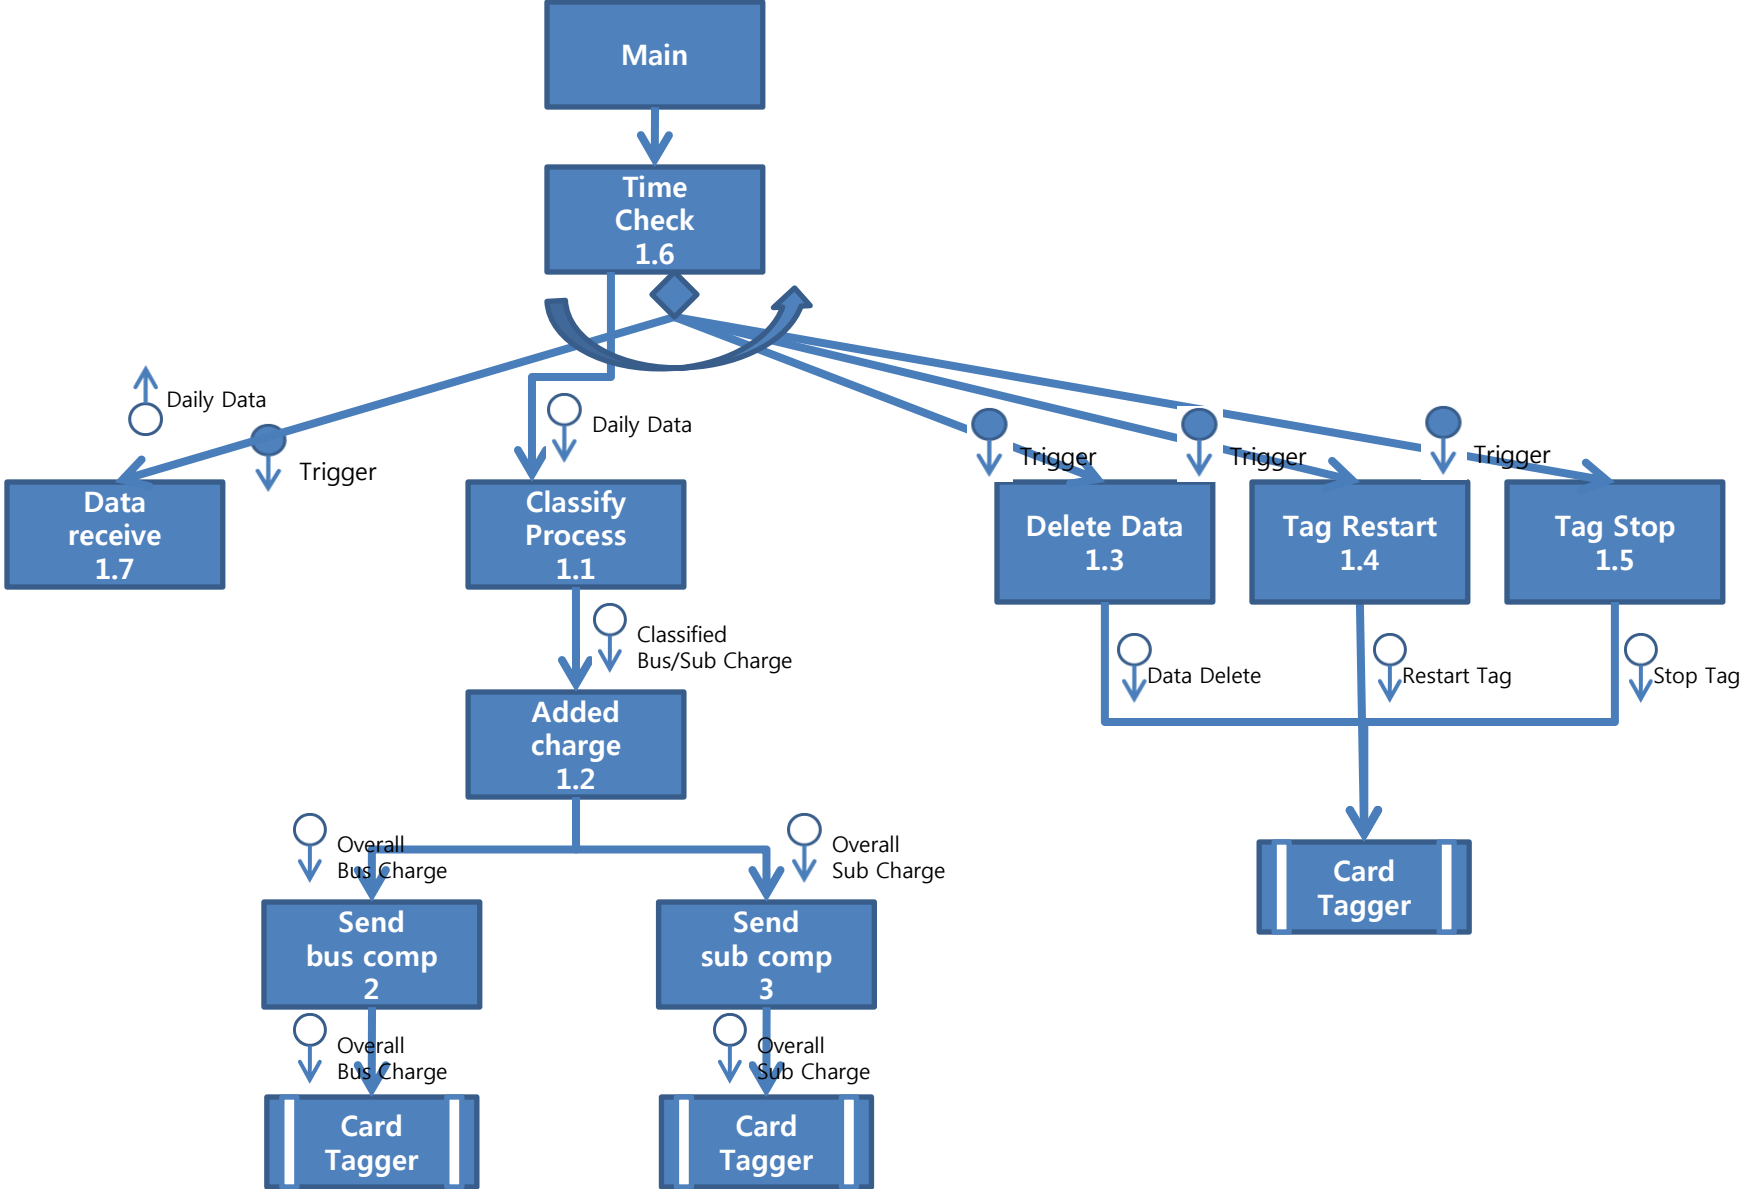 Main
Time
Check
1.6
Daily Data
Trigger
Daily Data
Trigger
Trigger
Trigger
Data
receive
1.7
Classify
Process
1.1
Delete Data
1.3
Tag Restart
1.4
Tag Stop
1.5
Classified
Bus/Sub Charge
Data Delete
Restart Tag
Stop Tag
Added
charge
1.2
Overall
Bus Charge
Overall
Sub Charge
Card
Tagger
Send
bus comp
2
Send
sub comp
3
Overall
Bus Charge
Overall
Sub Charge
Card
Tagger
Card
Tagger